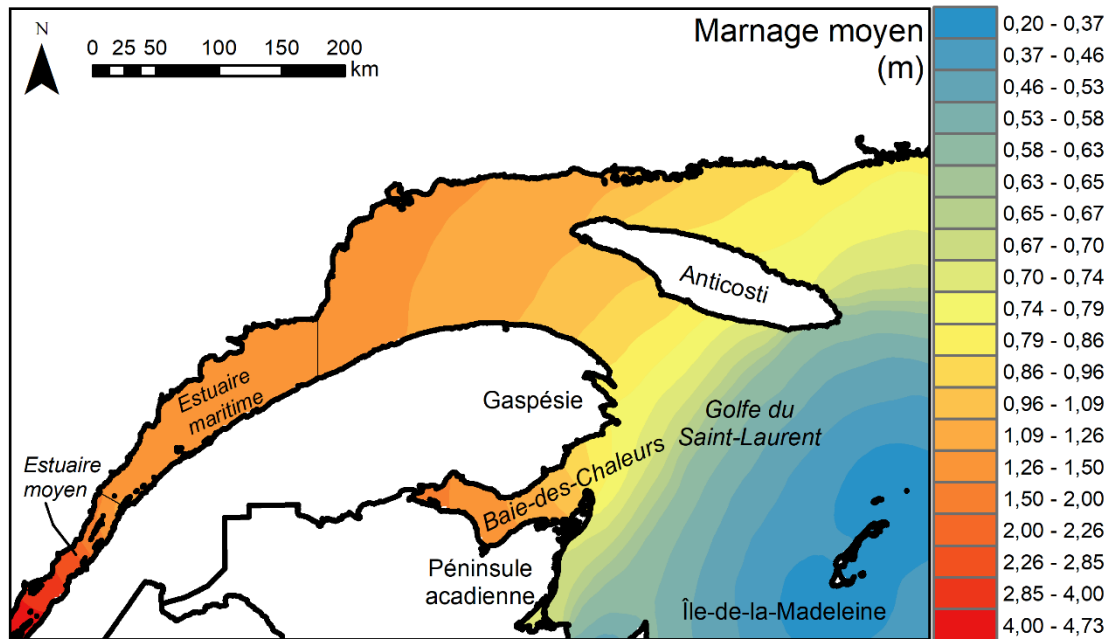 N
0 25 50 100 150 200
km
Marnage moyen
(m)
0,20 - 0,37
0,37 - 0,46
0,46 - 0,53
0,53 - 0,58
0,58 - 0,63
0,63 - 0,65
0,65 - 0,67
0,67 - 0,70
0,70 - 0,74
0,74 - 0,79
0,79 - 0,86
0,86 - 0,96
0,96 - 1,09
1,09 - 1,26
1,26 - 1,50
1,50 - 2,00
2,00 - 2,26
2,26 - 2,85
2,85 - 4,00
4,00 - 4,73
Anticosti
Estuaire
maritime
Gaspésie
Golfe du
Saint-Laurent
Estuaire
moyen
Baie-des-Chaleurs
Péninsule
acadienne
Île-de-la-Madeleine